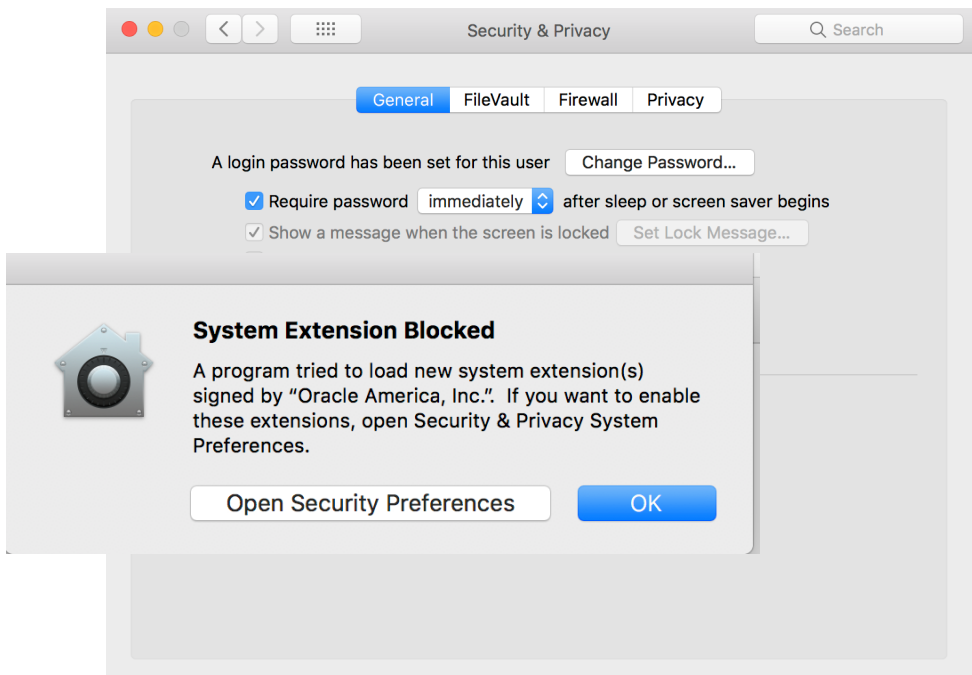 Security & Privacy
Search
General
FileVault
Firewall
Privacy
A login password has been set for this user
Change Password...
Require password
immediately
after sleep or screen saver begins
Show a message when the screen is locked
Set Lock Message...
System Extension Blocked
A program tried to load new system extension(s)
signed by “Oracle America, Inc.”.  If you want to enable
these extensions, open Security & Privacy System
Preferences.
Open Security Preferences
OK